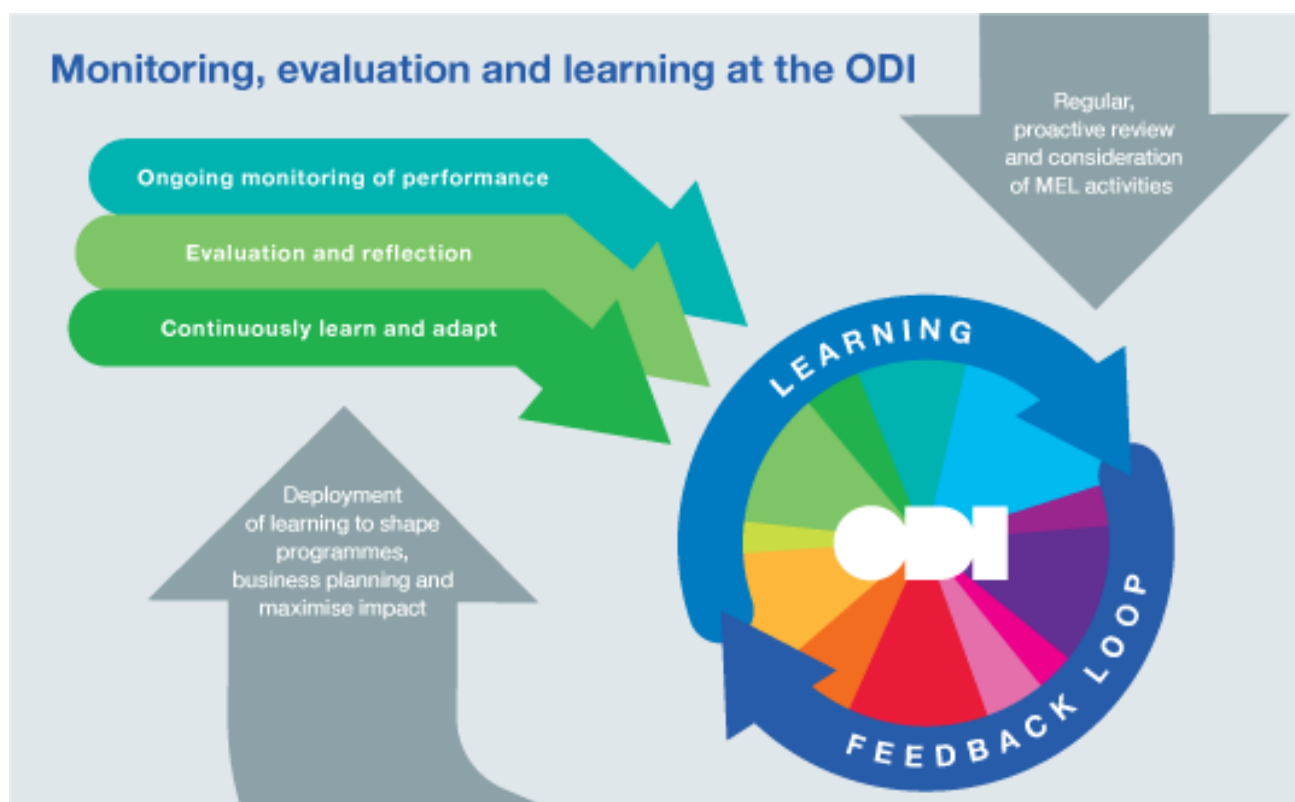 Monitoring, evaluation and learning at the ODI
Regular,
proactive review
and consideration
of MEL activities
Ongoing monitoring of performance
Evaluation and reflection
Continuously learn and adapt
LEARNING
Deployment
of learning to shape
programmes,
business planning and
maximise impact
ODI
FEEDBACK LOOP